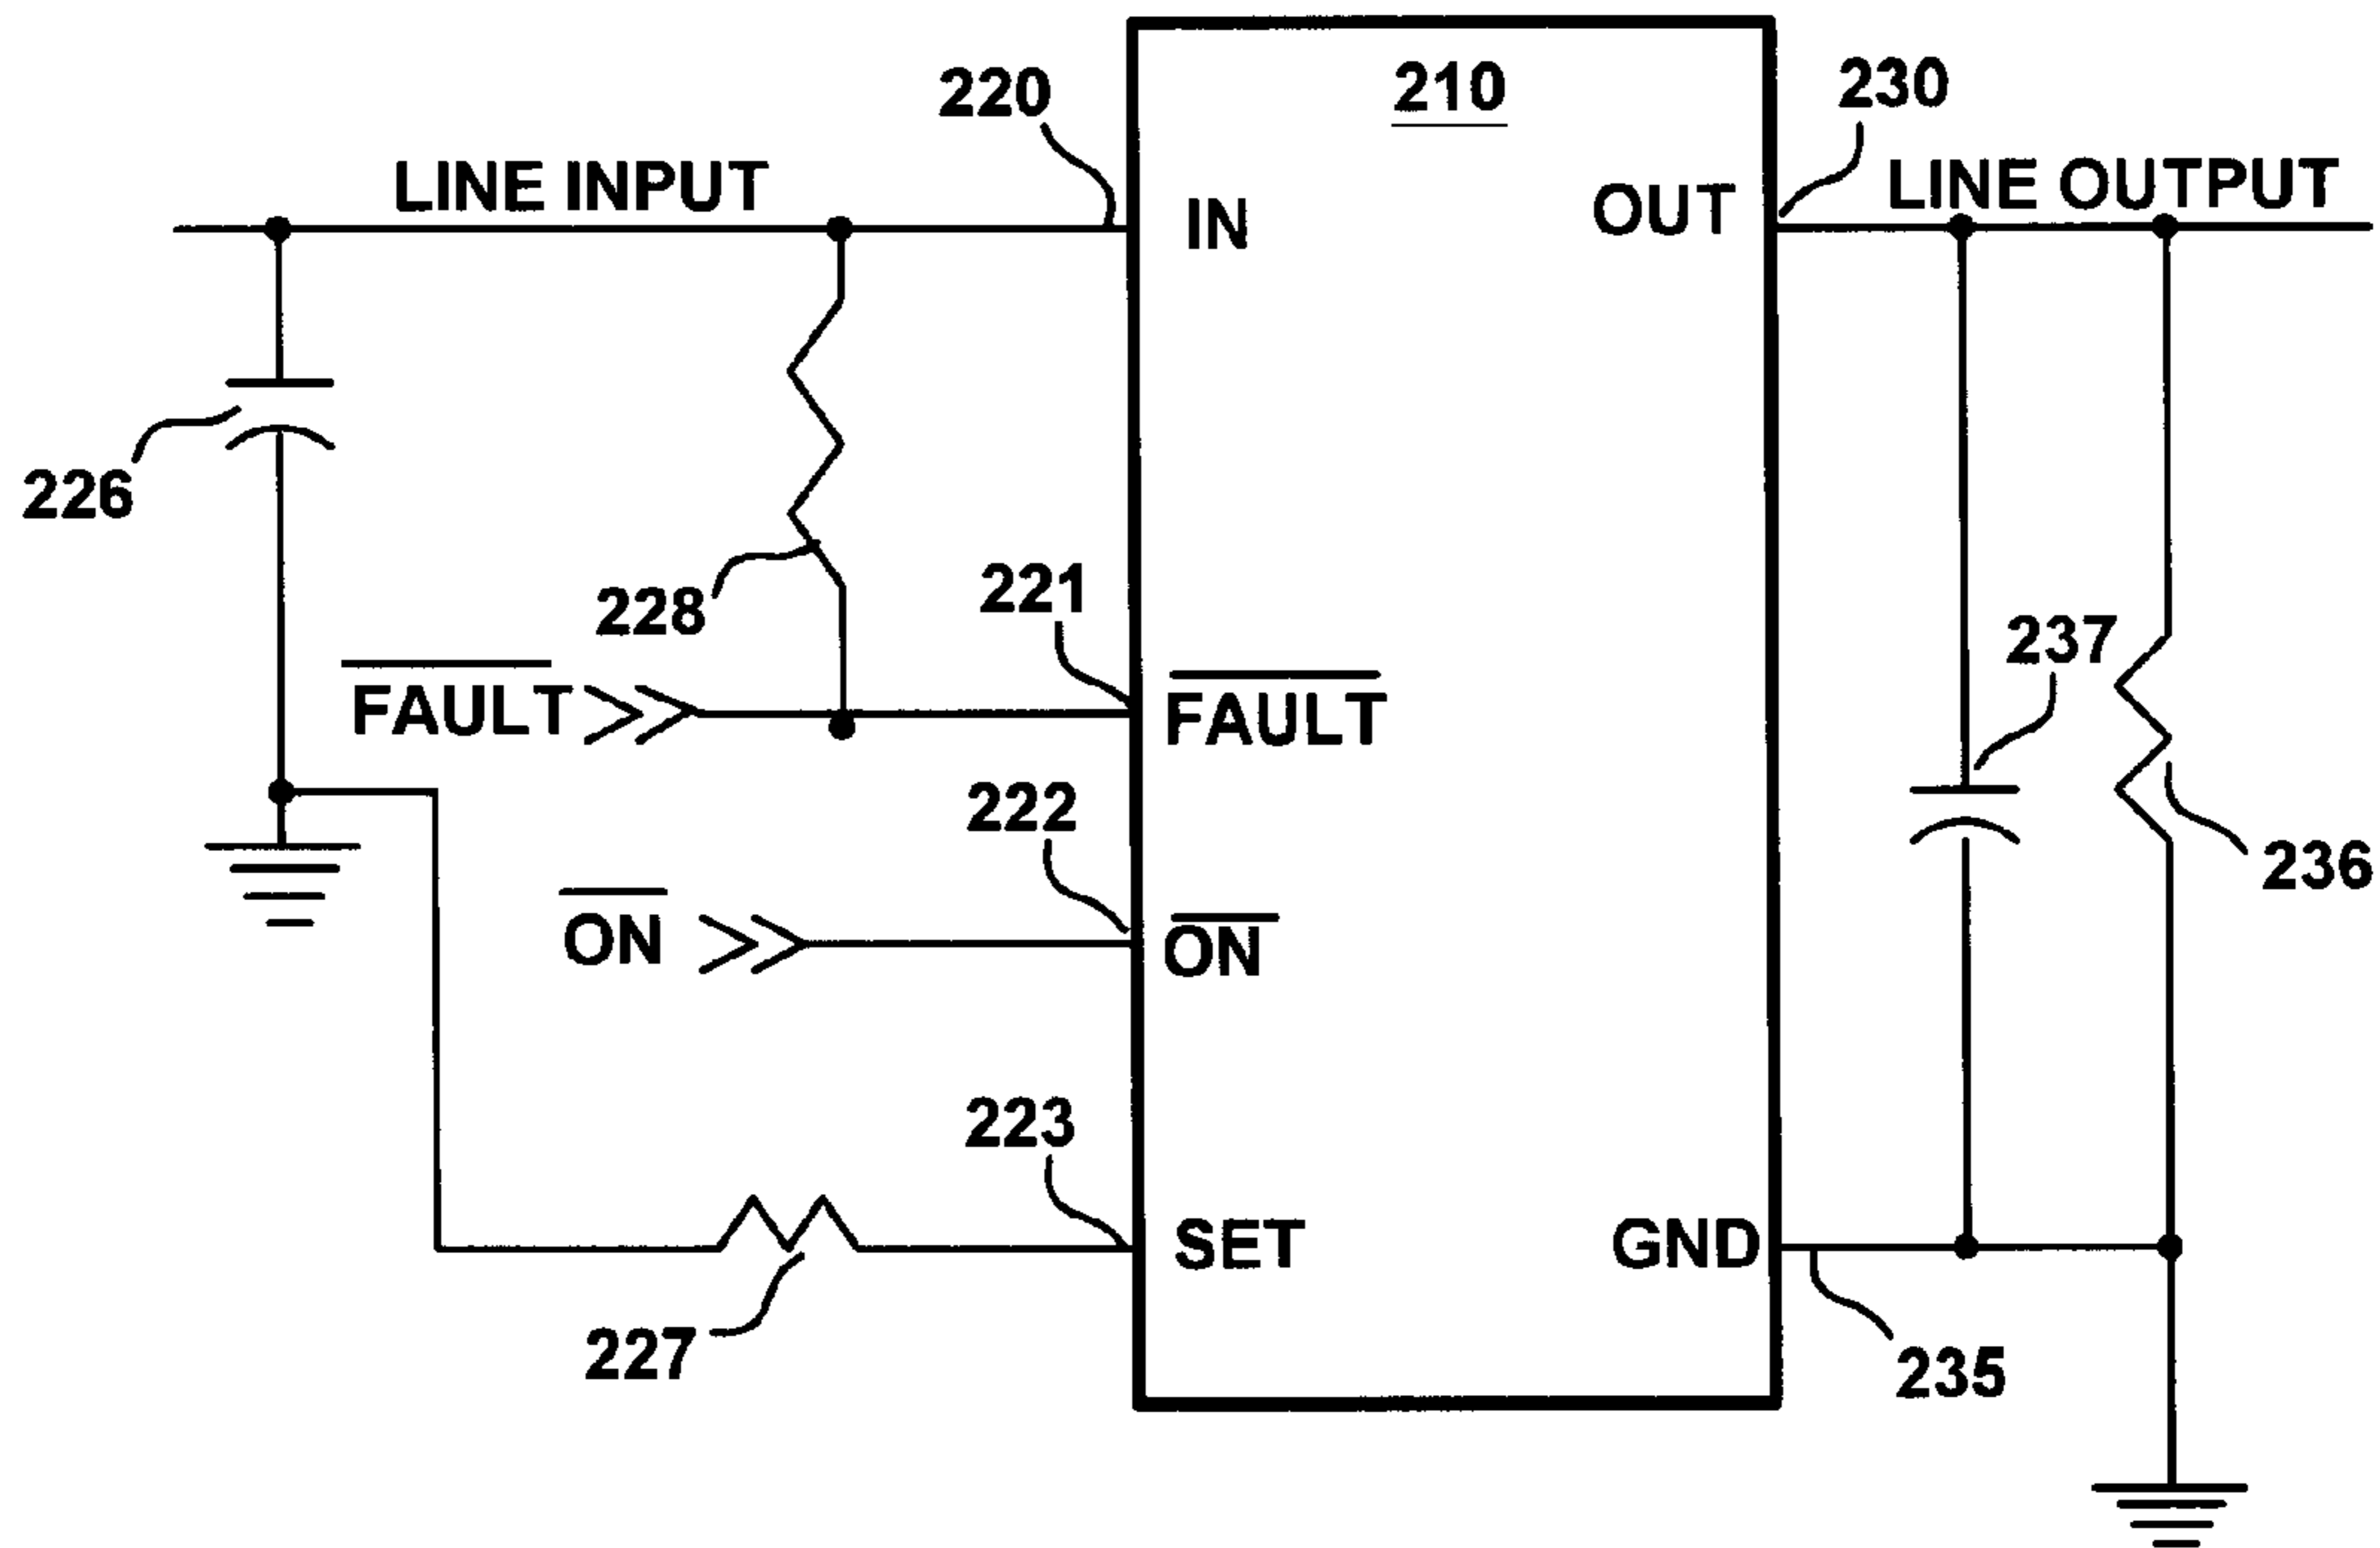 220
210
230
LINE INPUT
LINE OUTPUT
IN
OUT
226
228
221
237
FAULT
FAULT
222
236
ON
ON
223
SET
GND
227
235